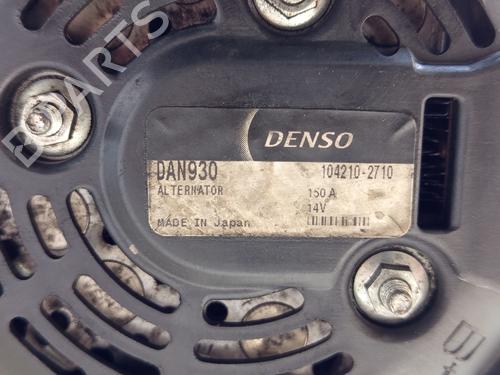 B-PARTS
DENSO
DAN930 104210-2710
ALTERNATOR 150 A
14V
MADE IN Japan